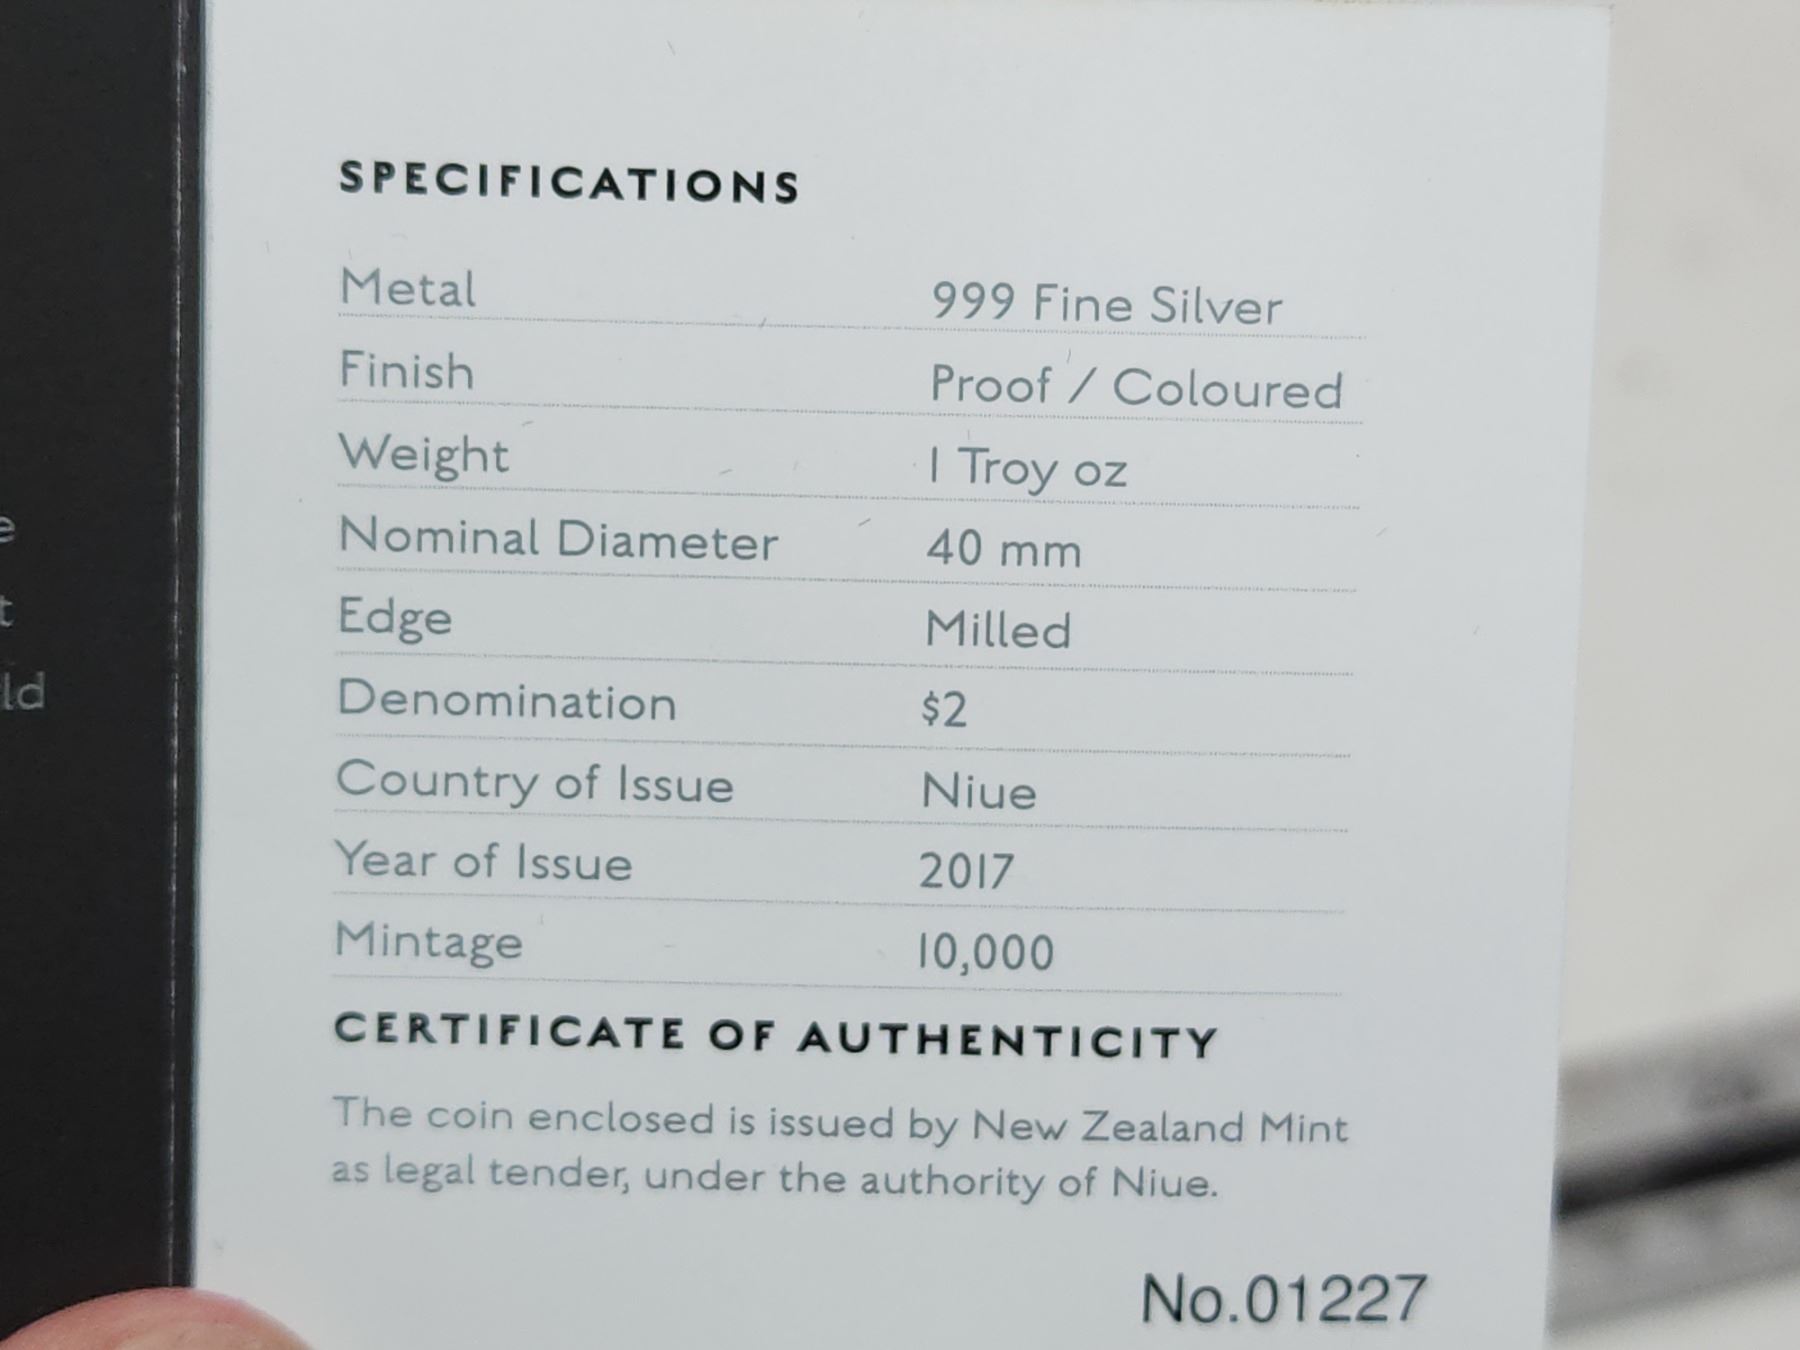 SPECIFICATIONS
Metal 999 Fine Silver
Finish Proof / Coloured
Weight 1 Troy oz
Nominal Diameter 40 mm
Edge Milled
Denomination $2
Country of Issue Niue
Year of Issue 2017
Mintage 10,000
CERTIFICATE OF AUTHENTICITY
The coin enclosed is issued by New Zealand Mint
as legal tender, under the authority of Niue.
No.01227